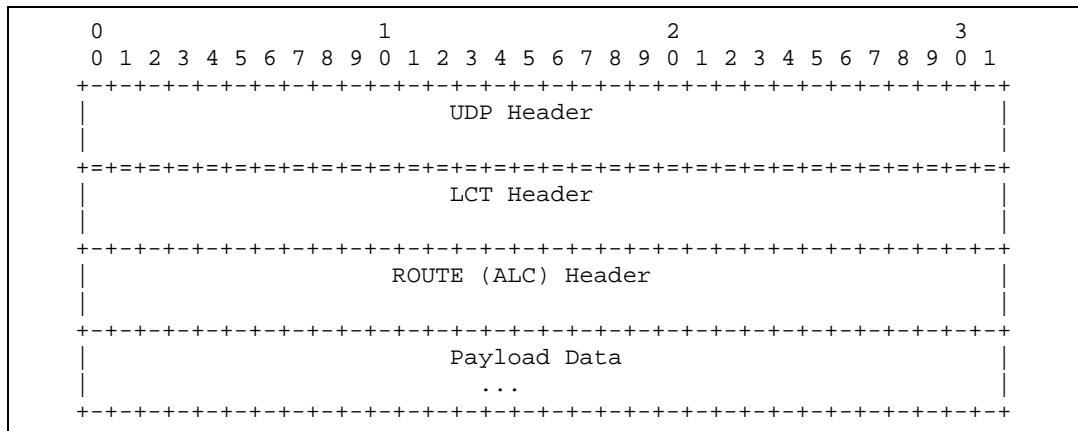 0                   1                   2                   3
0 1 2 3 4 5 6 7 8 9 0 1 2 3 4 5 6 7 8 9 0 1 2 3 4 5 6 7 8 9 0 1
+-+-+-+-+-+-+-+-+-+-+-+-+-+-+-+-+-+-+-+-+-+-+-+-+-+-+-+-+-+-+-+-+
| UDP Header |
| |
+=+=+=+=+=+=+=+=+=+=+=+=+=+=+=+=+=+=+=+=+=+=+=+=+=+=+=+=+=+=+=+=+
| LCT Header |
| |
+-+-+-+-+-+-+-+-+-+-+-+-+-+-+-+-+-+-+-+-+-+-+-+-+-+-+-+-+-+-+-+-+
| ROUTE (ALC) Header |
| |
+-+-+-+-+-+-+-+-+-+-+-+-+-+-+-+-+-+-+-+-+-+-+-+-+-+-+-+-+-+-+-+-+
| Payload Data |
| ... |
+-+-+-+-+-+-+-+-+-+-+-+-+-+-+-+-+-+-+-+-+-+-+-+-+-+-+-+-+-+-+-+-+